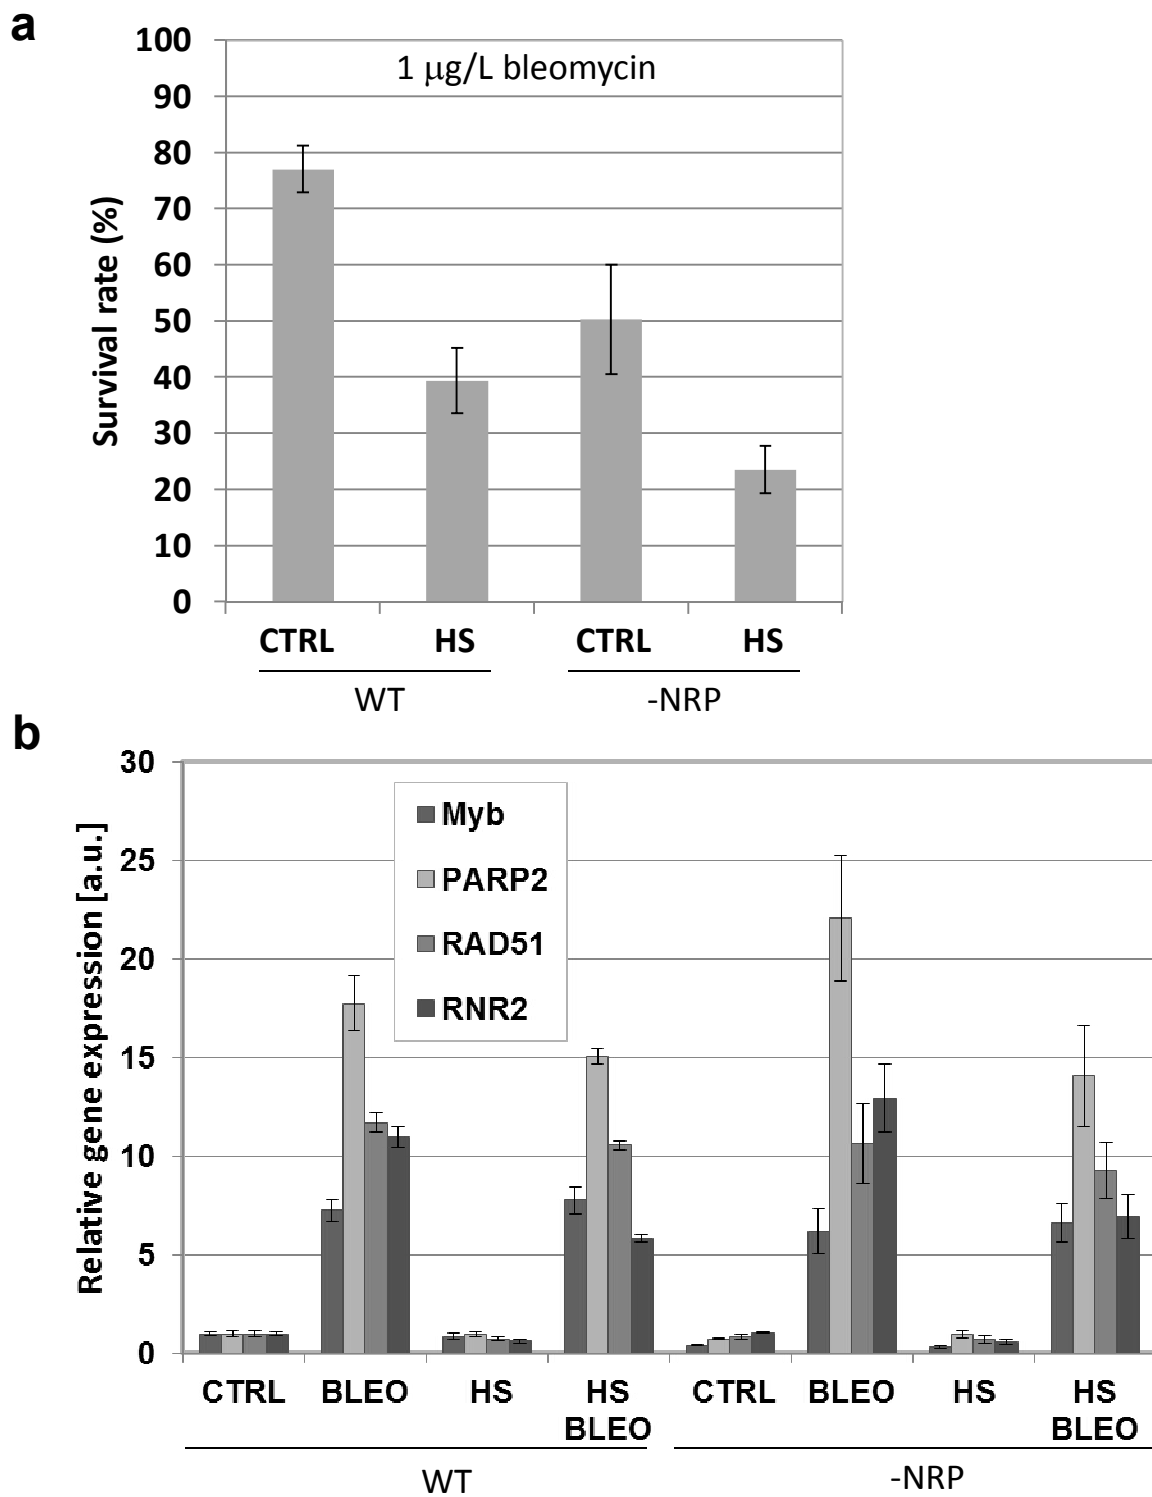 a
100
1 μg/L bleomycin
90
80
70
60
50
40
30
20
10
0
Survival rate (%)
CTRL HS CTRL HS
WT -NRP
b
30
25
20
15
10
5
0
Relative gene expression [a.u.]
Myb
PARP2
RAD51
RNR2
CTRL BLEO HS HS CTRL BLEO HS HS
BLEO BLEO
WT -NRP